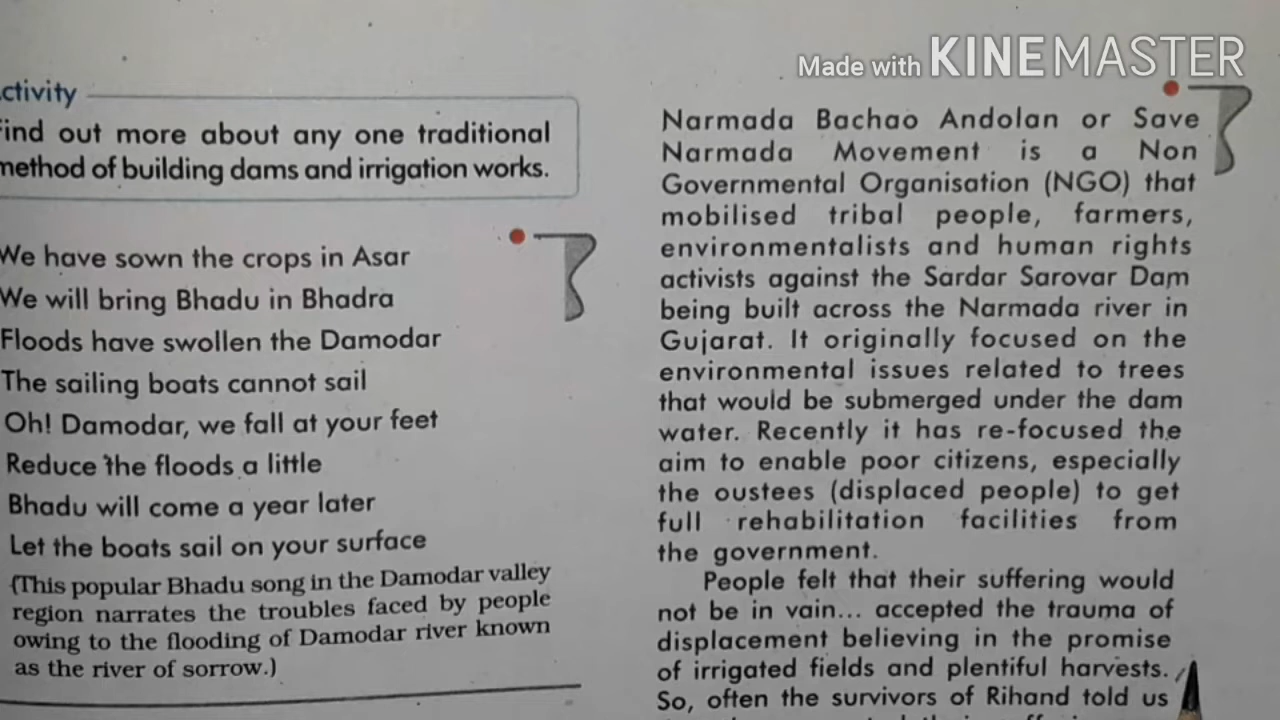 Made with KINEMASTER
ctivity
Find out more about any one traditional
method of building dams and irrigation works.
We have sown the crops in Asar
We will bring Bhadu in Bhadra
Floods have swollen the Damodar
The sailing boats cannot sail
Oh! Damodar, we fall at your feet
Reduce the floods a little
Bhadu will come a year later
Let the boats sail on your surface
(This popular Bhadu song in the Damodar valley
region narrates the troubles faced by people
owing to the flooding of Damodar river known
as the river of sorrow.)
Narmada Bachao Andolan or Save
Narmada Movement is a Non
Governmental Organisation (NGO) that
mobilised tribal people, farmers,
environmentalists and human rights
activists against the Sardar Sarovar Dam
being built across the Narmada river in
Gujarat. It originally focused on the
environmental issues related to trees
that would be submerged under the dam
water. Recently it has re-focused the
aim to enable poor citizens, especially
the oustees (displaced people) to get
full rehabilitation facilities from
the government.
People felt that their suffering would
not be in vain... accepted the trauma of
displacement believing in the promise
of irrigated fields and plentiful harvests.
So, often the survivors of Rihand told us